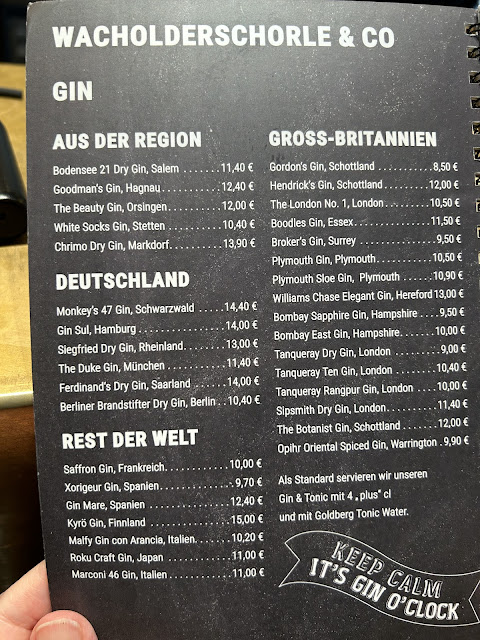 WACHOLDERSCHORLE & CO
GIN
AUS DER REGION
Bodensee 21 Dry Gin, Salem ....... 11,40 €
Goodman's Gin, Hagnau ............ 12,40 €
The Beauty Gin, Orsingen .......... 12,00 €
White Socks Gin, Stetten .......... 10,40 €
Chrimo Dry Gin, Markdorf.......... 13,90 €
DEUTSCHLAND
Monkey's 47 Gin, Schwarzwald ..... 14,40 €
Gin Sul, Hamburg ................. 14,00 €
Siegfried Dry Gin, Rheinland....... 13,00 €
The Duke Gin, München ............ 11,40 €
Ferdinand's Dry Gin, Saarland ..... 14,00 €
Berliner Brandstifter Dry Gin, Berlin .. 10,40 €
REST DER WELT
Saffron Gin, Frankreich............ 10,00 €
Xorigeur Gin, Spanien.............. 9,70 €
Gin Mare, Spanien ................ 12,40 €
Kyrö Gin, Finnland ................ 15,00 €
Malfy Gin con Arancia, Italien....... 10,20 €
Roku Craft Gin, Japan ............. 11,00 €
Marconi 46 Gin, Italien ............ 11,00 €
GROSS-BRITANNIEN
Gordon's Gin, Schottland ........... 8,50 €
Hendrick's Gin, Schottland ......... 12,00 €
The London No. 1, London.......... 10,50 €
Boodles Gin, Essex................ 11,50 €
Broker's Gin, Surrey ............... 9,50 €
Plymouth Gin, Plymouth............ 10,50 €
Plymouth Sloe Gin, Plymouth ...... 10,90 €
Williams Chase Elegant Gin, Hereford 13,00 €
Bombay Sapphire Gin, Hampshire .... 9,50 €
Bombay East Gin, Hampshire........ 10,00 €
Tanqueray Dry Gin, London ......... 9,00 €
Tanqueray Ten Gin, London ........ 10,40 €
Tanqueray Rangpur Gin, London .... 10,00 €
Sipsmith Dry Gin, London.......... 11,40 €
The Botanist Gin, Schottland ....... 12,00 €
Opihr Oriental Spiced Gin, Warrington . 9,90 €
Als Standard servieren wir unseren
Gin & Tonic mit 4 „ plus" cl
und mit Goldberg Tonic Water.
KEEP CALM
IT'S GIN O'CLOCK